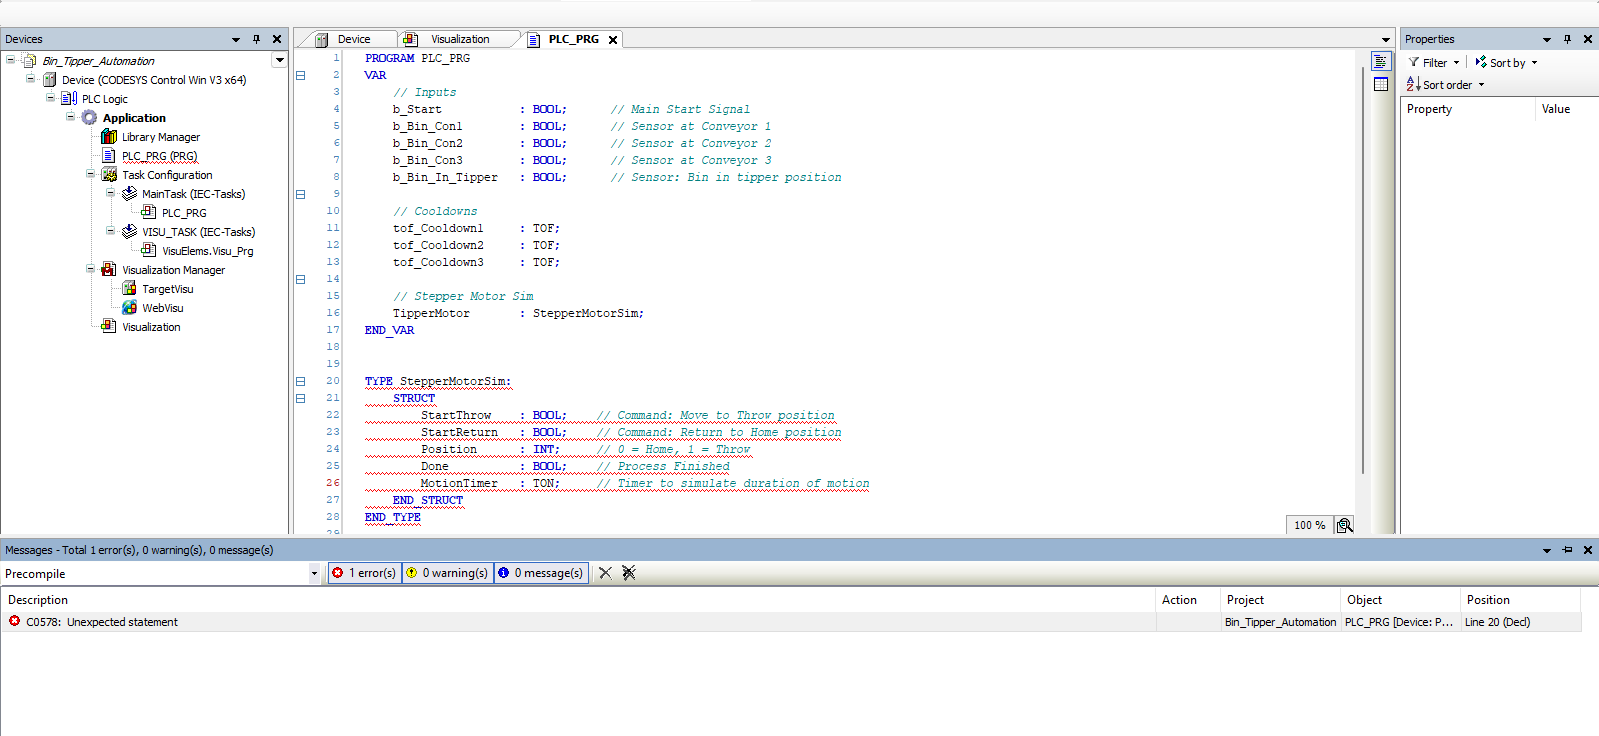 Devices
Bin_Tipper_Automation
Device (CODESYS Control Win V3 x64)
PLC Logic
Application
Library Manager
PLC_PRG (PRG)
Task Configuration
MainTask (IEC-Tasks)
PLC_PRG
VISU_TASK (IEC-Tasks)
VisuElems.Visu_Prg
Visualization Manager
TargetVisu
WebVisu
Visualization
Device
Visualization
PLC_PRG
1 PROGRAM PLC_PRG
2 VAR
3 // Inputs
4 b_Start : BOOL; // Main Start Signal
5 b_Bin_Con1 : BOOL; // Sensor at Conveyor 1
6 b_Bin_Con2 : BOOL; // Sensor at Conveyor 2
7 b_Bin_Con3 : BOOL; // Sensor at Conveyor 3
8 b_Bin_In_Tipper : BOOL; // Sensor: Bin in tipper position
9
10 // Cooldowns
11 tof_Cooldown1 : TOF;
12 tof_Cooldown2 : TOF;
13 tof_Cooldown3 : TOF;
14
15 // Stepper Motor Sim
16 TipperMotor : StepperMotorSim;
17 END_VAR
18
19
20 TYPE StepperMotorSim:
21 STRUCT
22 StartThrow : BOOL; // Command: Move to Throw position
23 StartReturn : BOOL; // Command: Return to Home position
24 Position : INT; // 0 = Home, 1 = Throw
25 Done : BOOL; // Process Finished
26 MotionTimer : TON; // Timer to simulate duration of motion
27 END_STRUCT
28 END_TYPE
29
100 %
Properties
Filter Sort by
Sort order
Property Value
Messages - Total 1 error(s), 0 warning(s), 0 message(s)
Precompile 1 error(s) 0 warning(s) 0 message(s)
Description Action Project Object Position
C0578: Unexpected statement Bin_Tipper_Automation PLC_PRG [Device: P... Line 20 (Decl)